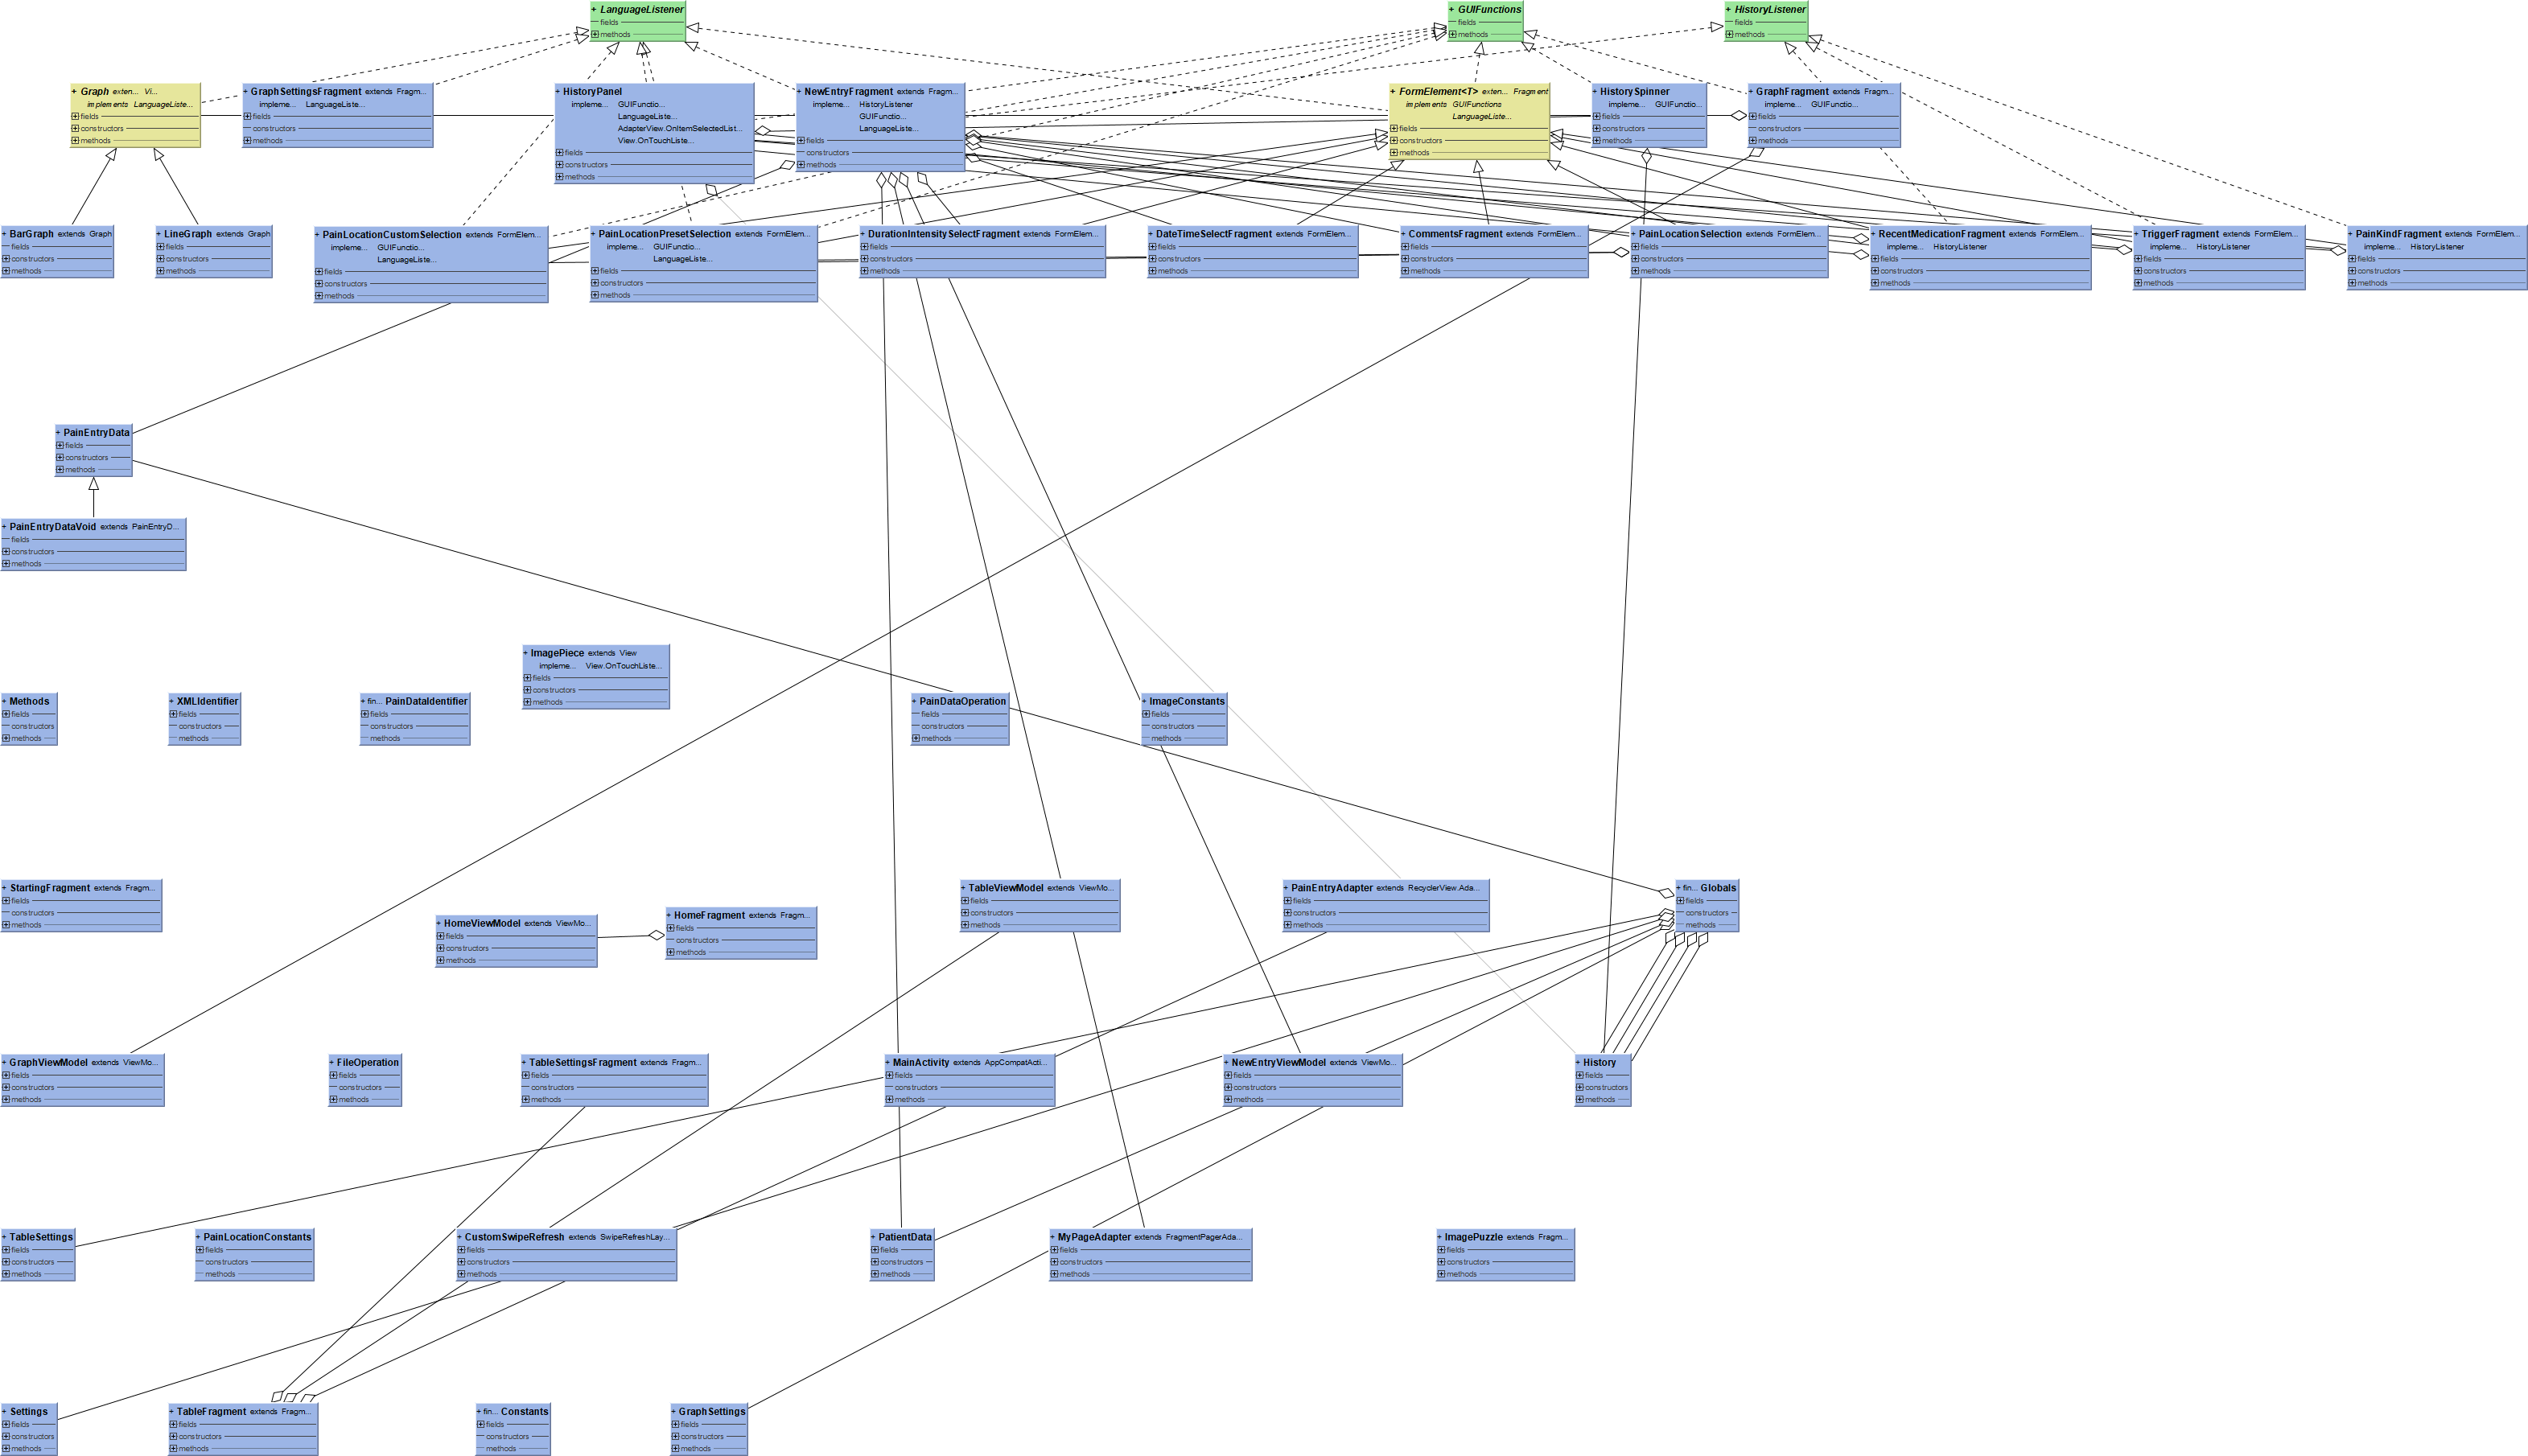 + LanguageListener
fields
methods
+ GUIFunctions
fields
methods
+ HistoryListener
fields
methods
+ Graph exten... Vi...
implements LanguageListe...
fields
constructors
methods
+ GraphSettingsFragment extends Fragm...
impleme... LanguageListe...
fields
constructors
methods
+ HistoryPanel
impleme... GUIFunctio...
LanguageListe...
AdapterView.OnItemSelectedList...
View.OnTouchListe...
fields
constructors
methods
+ NewEntryFragment extends Fragm...
impleme... HistoryListener
GUIFunctio...
LanguageListe...
fields
constructors
methods
+ FormElement<T> exten... Fragment
implements GUIFunctions
LanguageListe...
fields
constructors
methods
+ HistorySpinner
impleme... GUIFunctio...
fields
constructors
methods
+ GraphFragment extends Fragm...
impleme... GUIFunctio...
fields
constructors
methods
+ BarGraph extends Graph
fields
constructors
methods
+ LineGraph extends Graph
fields
constructors
methods
+ PainLocationCustomSelection extends FormElem...
impleme... GUIFunctio...
LanguageListe...
fields
constructors
methods
+ PainLocationPresetSelection extends FormElem...
impleme... GUIFunctio...
LanguageListe...
fields
constructors
methods
+ DurationIntensitySelectFragment extends FormElem...
fields
constructors
methods
+ DateTimeSelectFragment extends FormElem...
fields
constructors
methods
+ CommentsFragment extends FormElem...
fields
constructors
methods
+ PainLocationSelection extends FormElem...
fields
constructors
methods
+ RecentMedicationFragment extends FormElem...
impleme... HistoryListener
fields
constructors
methods
+ TriggerFragment extends FormElem...
impleme... HistoryListener
fields
constructors
methods
+ PainKindFragment extends FormElem...
impleme... HistoryListener
fields
constructors
methods
+ PainEntryData
fields
constructors
methods
+ PainEntryDataVoid extends PainEntryD...
fields
constructors
methods
+ ImagePiece extends View
impleme... View.OnTouchListe...
fields
constructors
methods
+ Methods
fields
constructors
methods
+ XMLIdentifier
fields
constructors
methods
+ fin... PainDataIdentifier
fields
constructors
methods
+ PainDataOperation
fields
constructors
methods
+ ImageConstants
fields
constructors
methods
+ StartingFragment extends Fragm...
fields
constructors
methods
+ HomeViewModel extends ViewMo...
fields
constructors
methods
+ HomeFragment extends Fragm...
fields
constructors
methods
+ TableViewModel extends ViewMo...
fields
constructors
methods
+ PainEntryAdapter extends RecyclerView.Ada...
fields
constructors
methods
+ fin... Globals
fields
constructors
methods
+ GraphViewModel extends ViewMo...
fields
constructors
methods
+ FileOperation
fields
constructors
methods
+ TableSettingsFragment extends Fragm...
fields
constructors
methods
+ MainActivity extends AppCompatActi...
fields
constructors
methods
+ NewEntryViewModel extends ViewMo...
fields
constructors
methods
+ History
fields
constructors
methods
+ TableSettings
fields
constructors
methods
+ PainLocationConstants
fields
constructors
methods
+ CustomSwipeRefresh extends SwipeRefreshLay...
fields
constructors
methods
+ PatientData
fields
constructors
methods
+ MyPageAdapter extends FragmentPagerAda...
fields
constructors
methods
+ ImagePuzzle extends Fragm...
fields
constructors
methods
+ Settings
fields
constructors
methods
+ TableFragment extends Fragm...
fields
constructors
methods
+ fin... Constants
fields
constructors
methods
+ GraphSettings
fields
constructors
methods